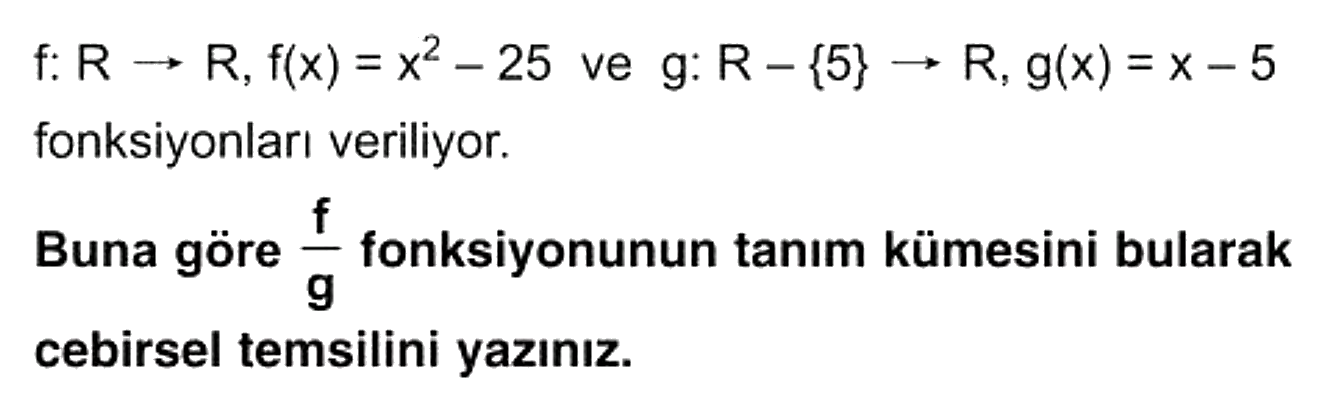 f: R → R, f(x) = x² – 25 ve g: R – {5} → R, g(x) = x – 5
fonksiyonları veriliyor.
Buna göre f/g fonksiyonunun tanım kümesini bularak
cebirsel temsilini yazınız.